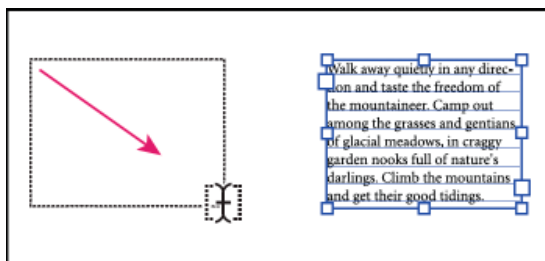 Walk away quietly in any direc-
tion and taste the freedom of
the mountaineer. Camp out
among the grasses and gentians
of glacial meadows, in craggy
garden nooks full of nature's
darlings. Climb the mountains
and get their good tidings.